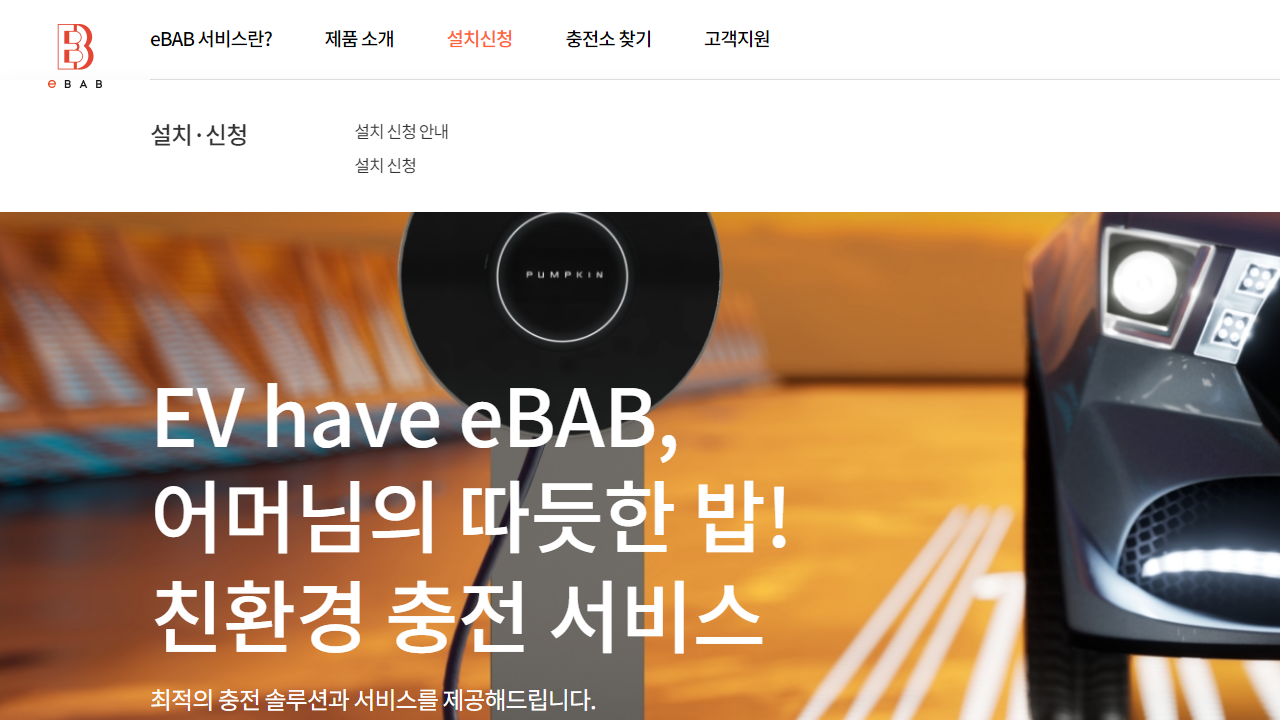 eBAB
eBAB 서비스란?
제품 소개
설치신청
충전소 찾기
고객지원
설치 · 신청
설치 신청 안내
설치 신청
PUMPKIN
EV have eBAB,
어머님의 따듯한 밥!
친환경 충전 서비스
최적의 충전 솔루션과 서비스를 제공해드립니다.